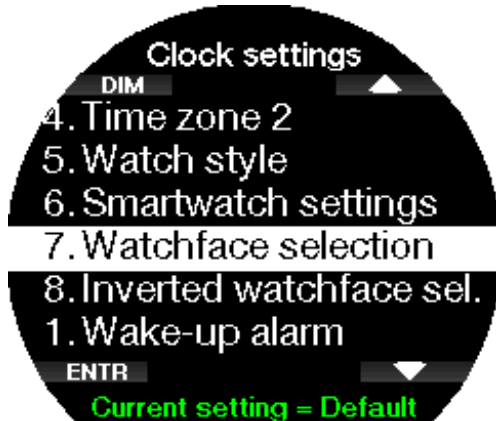 Clock settings
DIM
4. Time zone 2
5. Watch style
6. Smartwatch settings
7. Watchface selection
8. Inverted watchface sel.
1. Wake-up alarm
ENTR
Current setting = Default